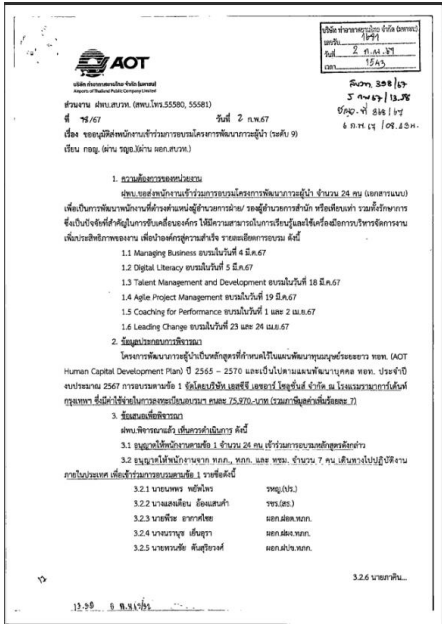 บริษัท ท่าอากาศยานไทย จำกัด (มหาชน)
เลขรับ 1691
วันที่ 2 ก.พ. 67
เวลา 1543
AOT
บริษัท ท่าอากาศยานไทย จำกัด (มหาชน)
Airports of Thailand Public Company Limited
5 กพ 67 / 13.58
6 ก.พ. 67 / 08.63น.
ส่วนงาน ฝพบ.สบวท. (สพบ.โทร.55580, 55581)
ที่ /67 วันที่ 2 ก.พ.67
เรื่อง ขออนุมัติส่งพนักงานเข้าร่วมการอบรมโครงการพัฒนาภาวะผู้นำ (ระดับ 9)
เรียน กอญ. (ผ่าน รญอ.)(ผ่าน ผอก.สบวท.)
1. ความต้องการของหน่วยงาน
ฝพบ.ขอส่งพนักงานเข้าร่วมการอบรมโครงการพัฒนาภาวะผู้นำ จำนวน 24 คน (เอกสารแนบ)
เพื่อเป็นการพัฒนาพนักงานที่ดำรงตำแหน่งผู้อำนวยการฝ่าย/ รองผู้อำนวยการสำนัก หรือเทียบเท่า รวมทั้งรักษาการ
ซึ่งเป็นปัจจัยที่สำคัญในการขับเคลื่อนองค์กร ให้มีความสามารถในการเรียนรู้และใช้เครื่องมือการบริหารจัดการงาน
เพิ่มประสิทธิภาพของงาน เพื่อนำองค์กรสู่ความสำเร็จ รายละเอียดการอบรม ดังนี้
1.1 Managing Business อบรมในวันที่ 4 มี.ค.67
1.2 Digital Literacy อบรมในวันที่ 5 มี.ค.67
1.3 Talent Management and Development อบรมในวันที่ 18 มี.ค.67
1.4 Agile Project Management อบรมในวันที่ 19 มี.ค.67
1.5 Coaching for Performance อบรมในวันที่ 1 และ 2 เม.ย.67
1.6 Leading Change อบรมในวันที่ 23 และ 24 เม.ย.67
2. ข้อมูลประกอบการพิจารณา
โครงการพัฒนาภาวะผู้นำเป็นหลักสูตรที่กำหนดไว้ในแผนพัฒนาทุนมนุษย์ระยะยาว ทอท. (AOT
Human Capital Development Plan) ปี 2565 – 2570 และเป็นไปตามแผนพัฒนาบุคคล ทอท. ประจำปี
งบประมาณ 2567 การอบรมตามข้อ 1 จัดโดยบริษัท เอสซีจี เอชอาร์ โซลูชั่นส์ จำกัด ณ โรงแรมรามาการ์เด้นท์
กรุงเทพฯ ซึ่งมีค่าใช้จ่ายในการลงทะเบียนอบรมฯ คนละ 75,970.-บาท (รวมภาษีมูลค่าเพิ่มร้อยละ 7)
3. ข้อเสนอเพื่อพิจารณา
ฝพบ.พิจารณาแล้ว เห็นควรดำเนินการ ดังนี้
3.1 อนุญาตให้พนักงานตามข้อ 1 จำนวน 24 คน เข้าร่วมการอบรมหลักสูตรดังกล่าว
3.2 อนุญาตให้พนักงานจาก ทภก., ทภก. และ ทชม. จำนวน 7 คน เดินทางไปปฏิบัติงาน
ภายในประเทศ เพื่อเข้าร่วมการอบรมตามข้อ 1 รายชื่อดังนี้
3.2.1 นายนพพร
3.2.2 นางแสงเดือน อ้องแสนคำ
3.2.3 นายพีระ อากาศไชย
3.2.4 นางนรานุช เย็นอุรา
3.2.5 นายทวนชัย ตันสุริยวงศ์
3.2.6 นายภาคิน...